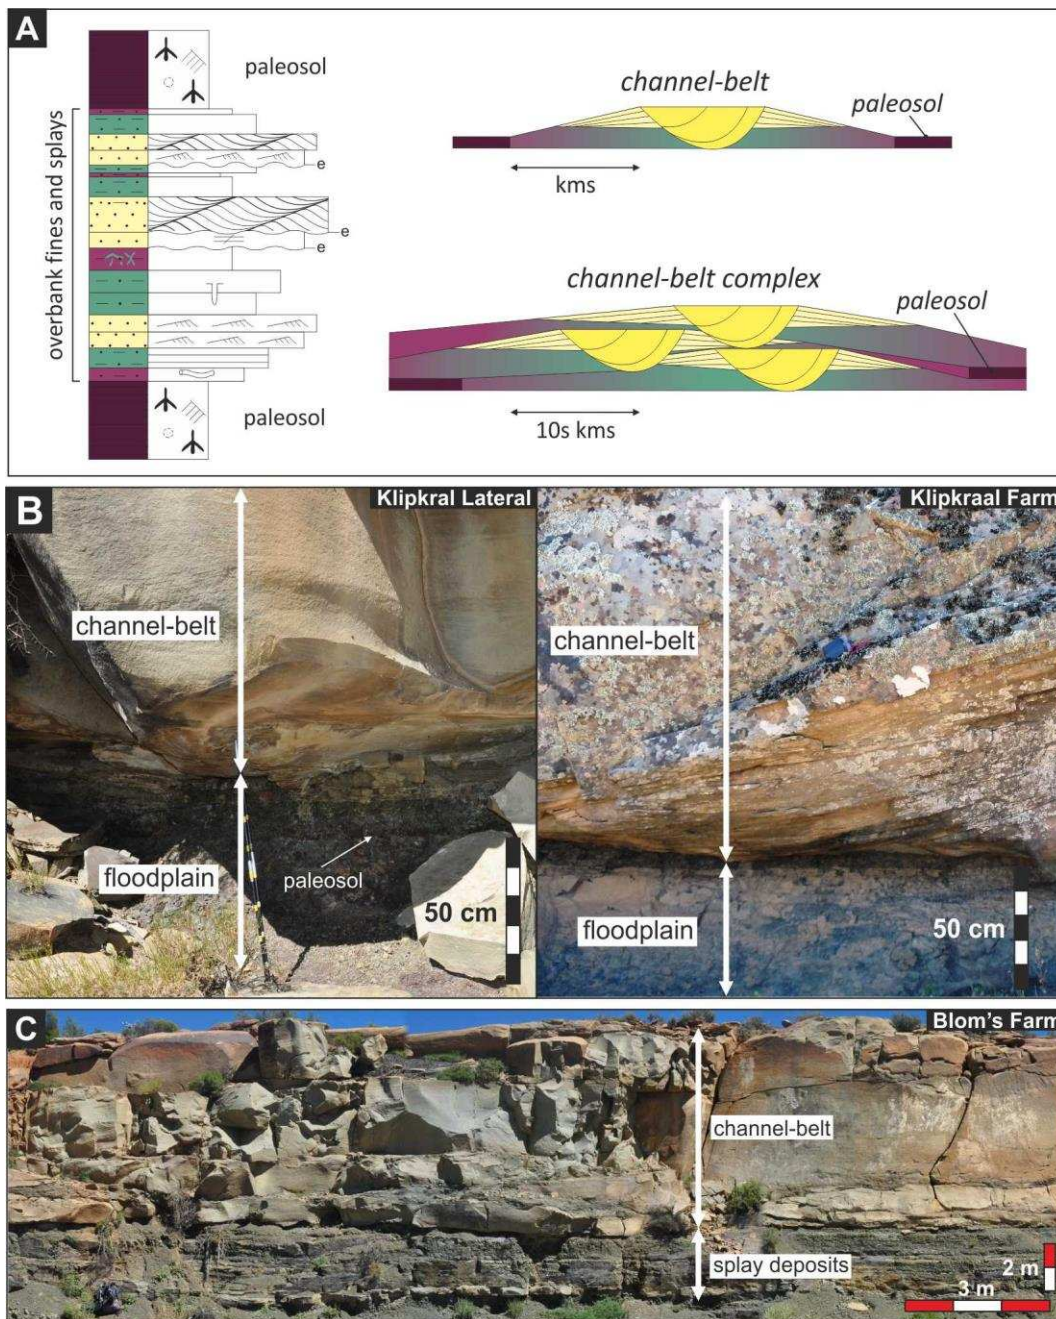 A
paleosol
overbank fines and splays
e
e
e
paleosol
channel-belt
paleosol
kms
channel-belt complex
paleosol
10s kms
B
Klipkral Lateral
channel-belt
floodplain
paleosol
50 cm
Klipkraal Farm
channel-belt
floodplain
50 cm
C
Blom's Farm
channel-belt
splay deposits
2 m
3 m